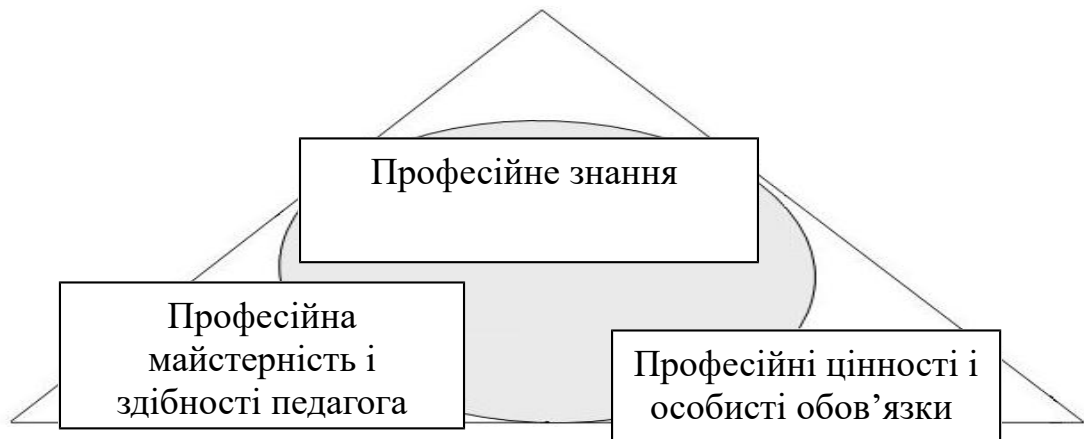 Професійне знання
Професійна
майстерність і
здібності педагога
Професійні цінності і
особисті обов’язки